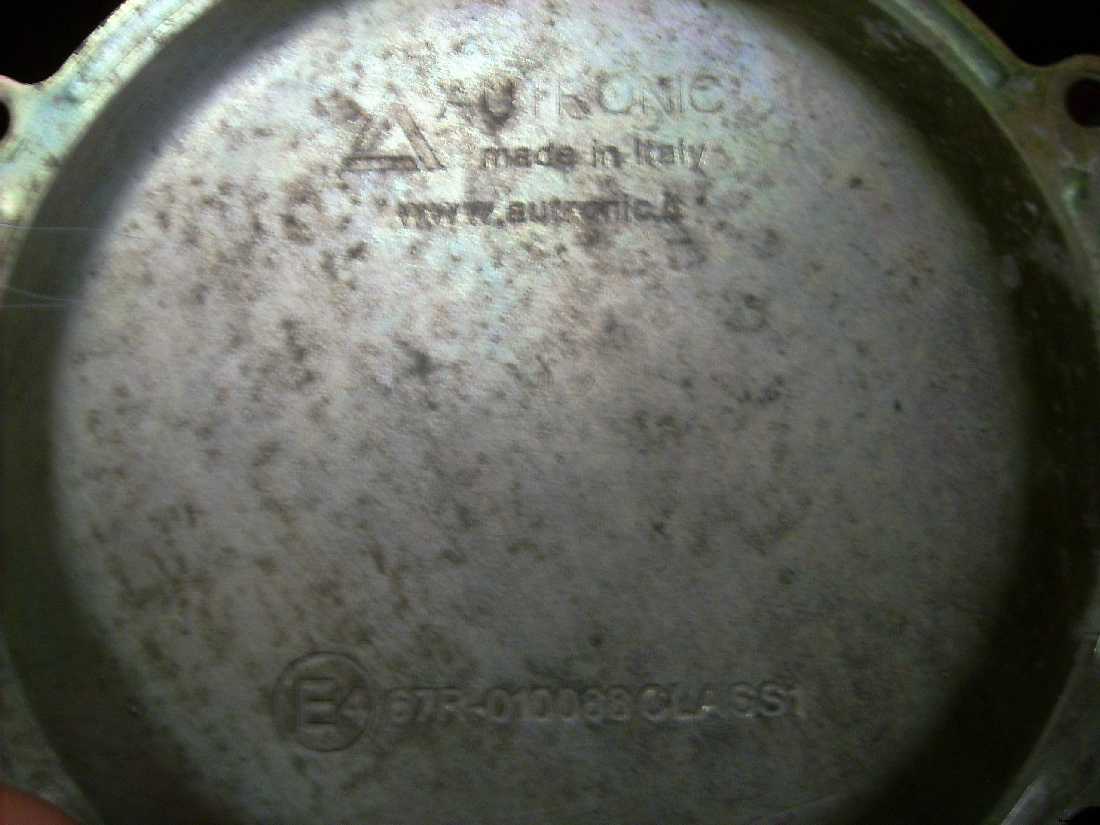 AUTRONIC
made in Italy
www.autronic.it
E4 67R-010068 CLASS1